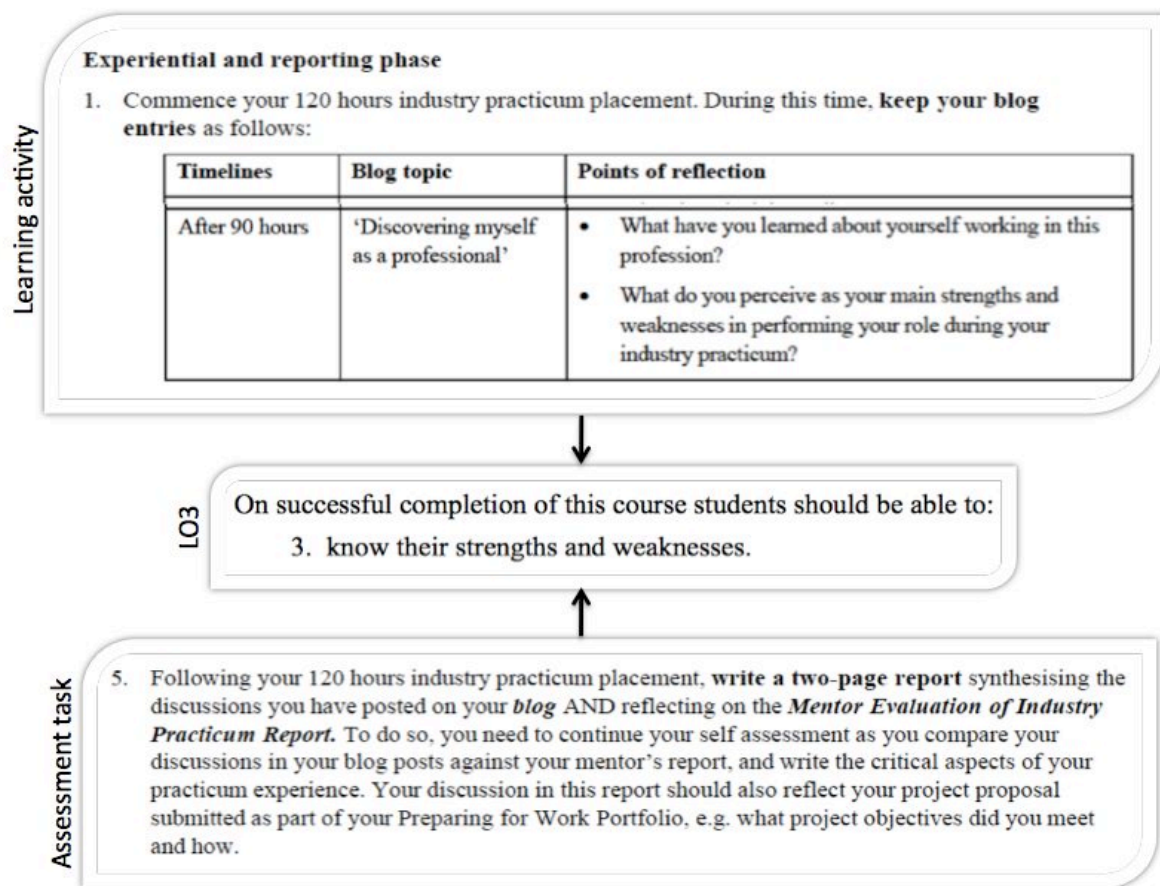 Learning activity
Experiential and reporting phase
1. Commence your 120 hours industry practicum placement. During this time, keep your blog
entries as follows:
Timelines
Blog topic
Points of reflection
After 90 hours
‘Discovering myself
as a professional’
• What have you learned about yourself working in this
profession?
• What do you perceive as your main strengths and
weaknesses in performing your role during your
industry practicum?
LO3
On successful completion of this course students should be able to:
3. know their strengths and weaknesses.
Assessment task
5. Following your 120 hours industry practicum placement, write a two-page report synthesising the
discussions you have posted on your blog AND reflecting on the Mentor Evaluation of Industry
Practicum Report. To do so, you need to continue your self assessment as you compare your
discussions in your blog posts against your mentor’s report, and write the critical aspects of your
practicum experience. Your discussion in this report should also reflect your project proposal
submitted as part of your Preparing for Work Portfolio, e.g. what project objectives did you meet
and how.